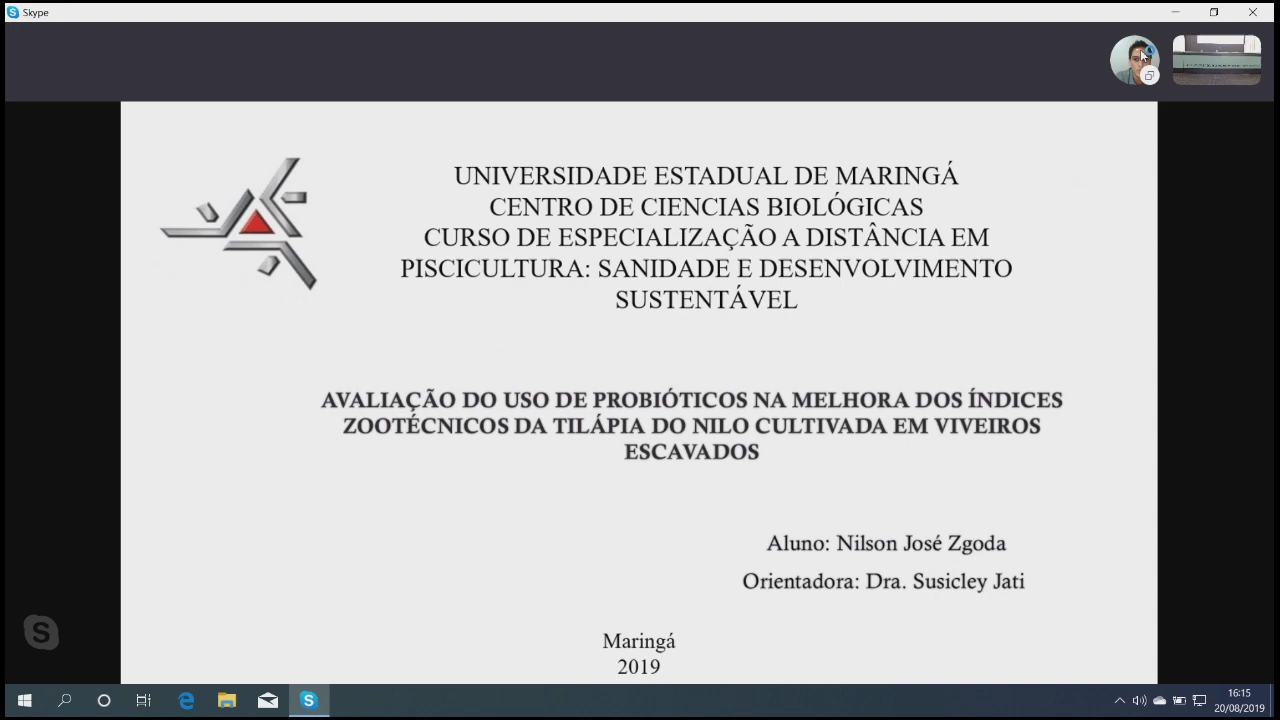 Skype
UNIVERSIDADE ESTADUAL DE MARINGÁ
CENTRO DE CIENCIAS BIOLÓGICAS
CURSO DE ESPECIALIZAÇÃO A DISTÂNCIA EM
PISCICULTURA: SANIDADE E DESENVOLVIMENTO
SUSTENTÁVEL
AVALIAÇÃO DO USO DE PROBIÓTICOS NA MELHORA DOS ÍNDICES
ZOOTÉCNICOS DA TILÁPIA DO NILO CULTIVADA EM VIVEIROS
ESCAVADOS
Aluno: Nilson José Zgoda
Orientadora: Dra. Susicley Jati
Maringá
2019
16:15
20/08/2019